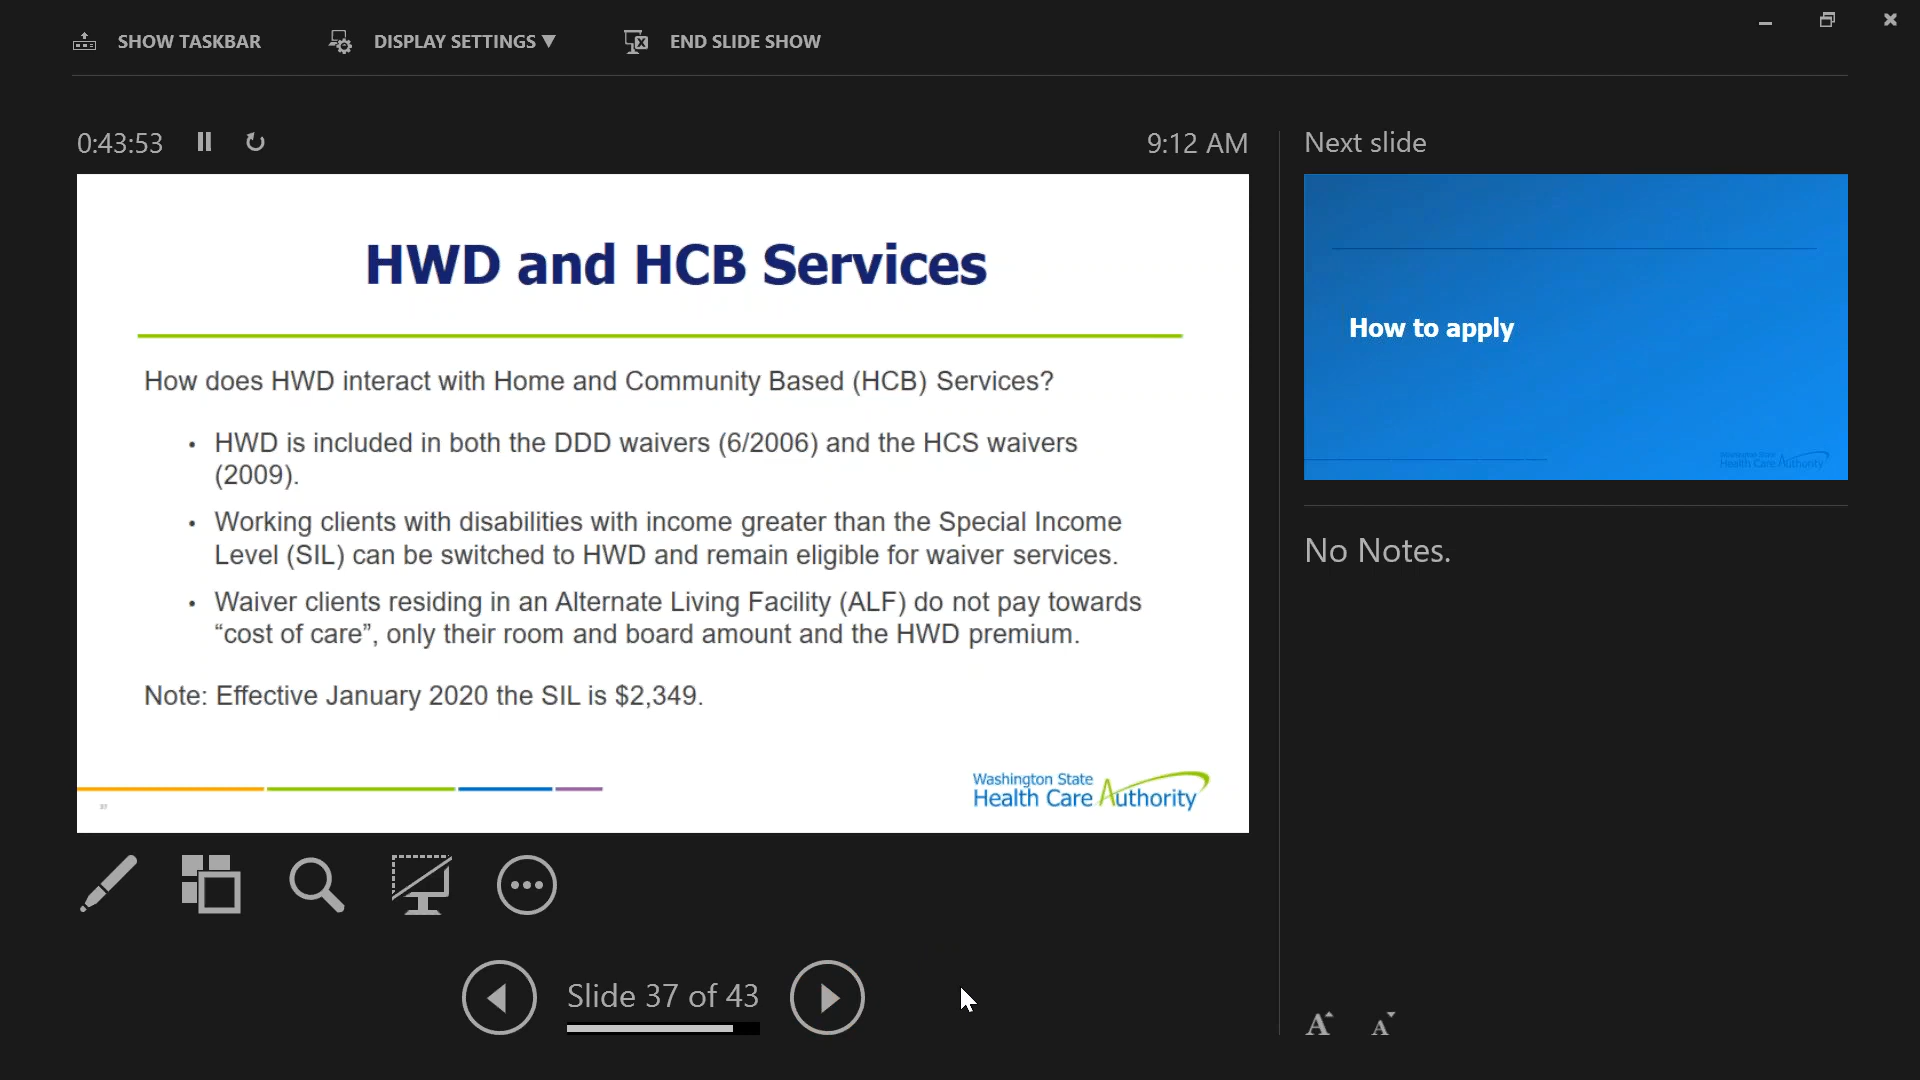 SHOW TASKBAR
DISPLAY SETTINGS ▼
END SLIDE SHOW
0:43:53
9:12 AM
Next slide
HWD and HCB Services
How does HWD interact with Home and Community Based (HCB) Services?
• HWD is included in both the DDD waivers (6/2006) and the HCS waivers
(2009).
• Working clients with disabilities with income greater than the Special Income
Level (SIL) can be switched to HWD and remain eligible for waiver services.
• Waiver clients residing in an Alternate Living Facility (ALF) do not pay towards
“cost of care”, only their room and board amount and the HWD premium.
Note: Effective January 2020 the SIL is $2,349.
37
Washington State
Health Care Authority
How to apply
Washington State
Health Care Authority
No Notes.
Slide 37 of 43
A
A